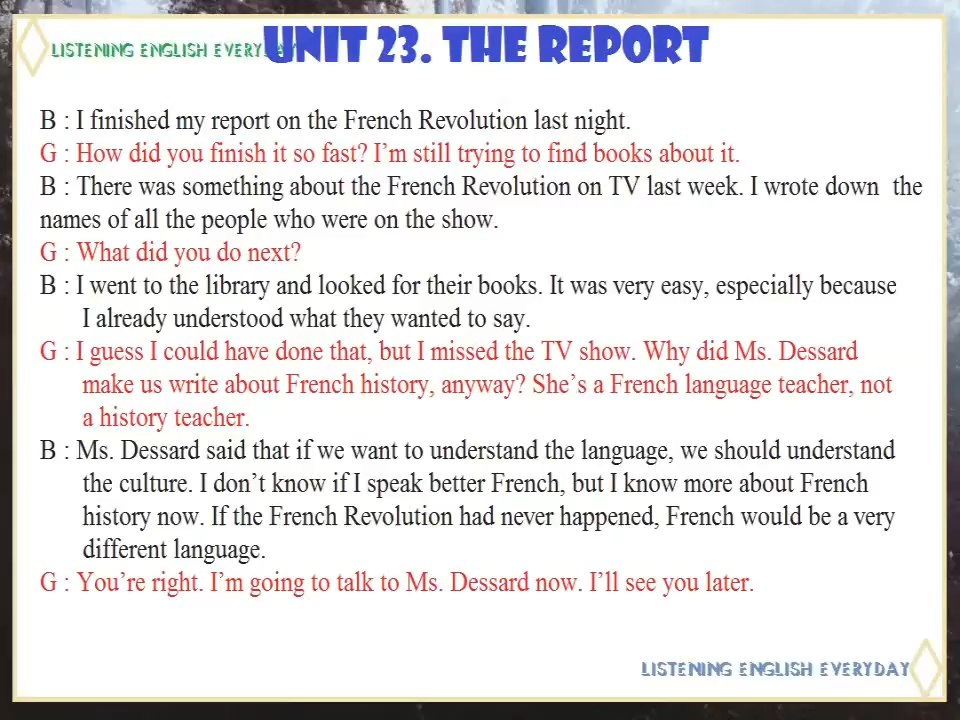 LISTENING ENGLISH EVERYDAY
UNIT 23. THE REPORT
B : I finished my report on the French Revolution last night.
G : How did you finish it so fast? I'm still trying to find books about it.
B : There was something about the French Revolution on TV last week. I wrote down the
names of all the people who were on the show.
G : What did you do next?
B : I went to the library and looked for their books. It was very easy, especially because
I already understood what they wanted to say.
G : I guess I could have done that, but I missed the TV show. Why did Ms. Dessard
make us write about French history, anyway? She's a French language teacher, not
a history teacher.
B : Ms. Dessard said that if we want to understand the language, we should understand
the culture. I don't know if I speak better French, but I know more about French
history now. If the French Revolution had never happened, French would be a very
different language.
G : You're right. I'm going to talk to Ms. Dessard now. I'll see you later.
LISTENING ENGLISH EVERYDAY